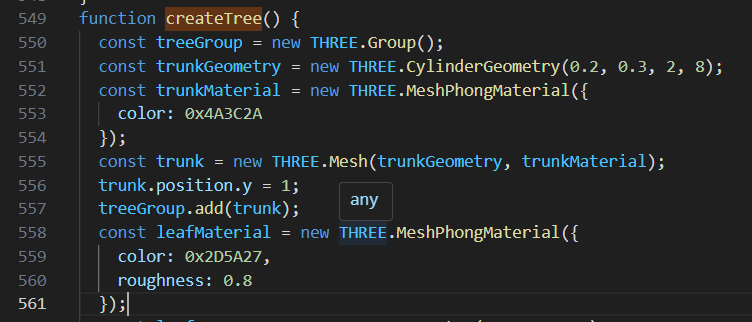 549 function createTree() {
550 const treeGroup = new THREE.Group();
551 const trunkGeometry = new THREE.CylinderGeometry(0.2, 0.3, 2, 8);
552 const trunkMaterial = new THREE.MeshPhongMaterial({
553 color: 0x4A3C2A
554 });
555 const trunk = new THREE.Mesh(trunkGeometry, trunkMaterial);
556 trunk.position.y = 1;
557 treeGroup.add(trunk);
any
558 const leafMaterial = new THREE.MeshPhongMaterial({
559 color: 0x2D5A27,
560 roughness: 0.8
561 });